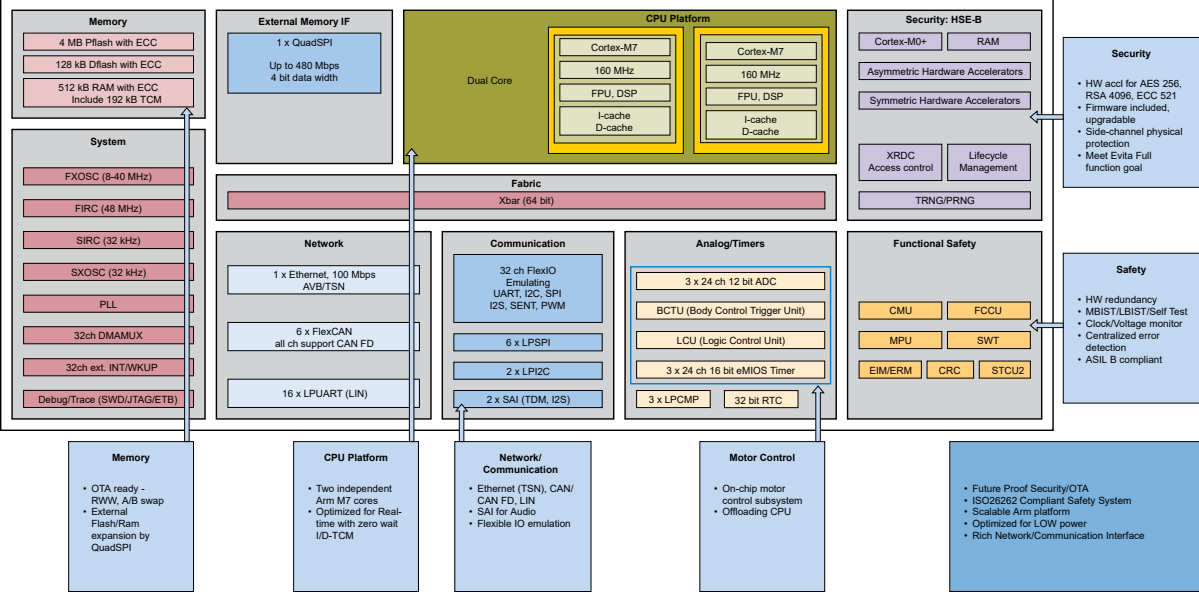 Memory
4 MB Pflash with ECC
128 kB Dflash with ECC
512 kB RAM with ECC
Include 192 kB TCM
External Memory IF
1 x QuadSPI
Up to 480 Mbps
4 bit data width
CPU Platform
Dual Core
Cortex-M7
160 MHz
FPU, DSP
I-cache
D-cache
Cortex-M7
160 MHz
FPU, DSP
I-cache
D-cache
Security: HSE-B
Cortex-M0+
RAM
Asymmetric Hardware Accelerators
Symmetric Hardware Accelerators
XRDC
Access control
Lifecycle
Management
TRNG/PRNG
Security
• HW accl for AES 256,
RSA 4096, ECC 521
• Firmware included,
upgradable
• Side-channel physical
protection
• Meet Evita Full
function goal
System
FXOSC (8-40 MHz)
FIRC (48 MHz)
SIRC (32 kHz)
SXOSC (32 kHz)
PLL
32ch DMAMUX
32ch ext. INT/WKUP
Debug/Trace (SWD/JTAG/ETB)
Fabric
Xbar (64 bit)
Network
1 x Ethernet, 100 Mbps
AVB/TSN
6 x FlexCAN
all ch support CAN FD
16 x LPUART (LIN)
Communication
32 ch FlexIO
Emulating
UART, I2C, SPI
I2S, SENT, PWM
6 x LPSPI
2 x LPI2C
2 x SAI (TDM, I2S)
Analog/Timers
3 x 24 ch 12 bit ADC
BCTU (Body Control Trigger Unit)
LCU (Logic Control Unit)
3 x 24 ch 16 bit eMIOS Timer
3 x LPCMP
32 bit RTC
Functional Safety
CMU
FCCU
MPU
SWT
EIM/ERM
CRC
STCU2
Safety
• HW redundancy
• MBIST/LBIST/Self Test
• Clock/Voltage monitor
• Centralized error
detection
• ASIL B compliant
Memory
• OTA ready -
RWW, A/B swap
• External
Flash/Ram
expansion by
QuadSPI
CPU Platform
• Two independent
Arm M7 cores
• Optimized for Real-
time with zero wait
I/D-TCM
Network/
Communication
• Ethernet (TSN), CAN/
CAN FD, LIN
• SAI for Audio
• Flexible IO emulation
Motor Control
• On-chip motor
control subsystem
• Offloading CPU
• Future Proof Security/OTA
• ISO26262 Compliant Safety System
• Scalable Arm platform
• Optimized for LOW power
• Rich Network/Communication Interface